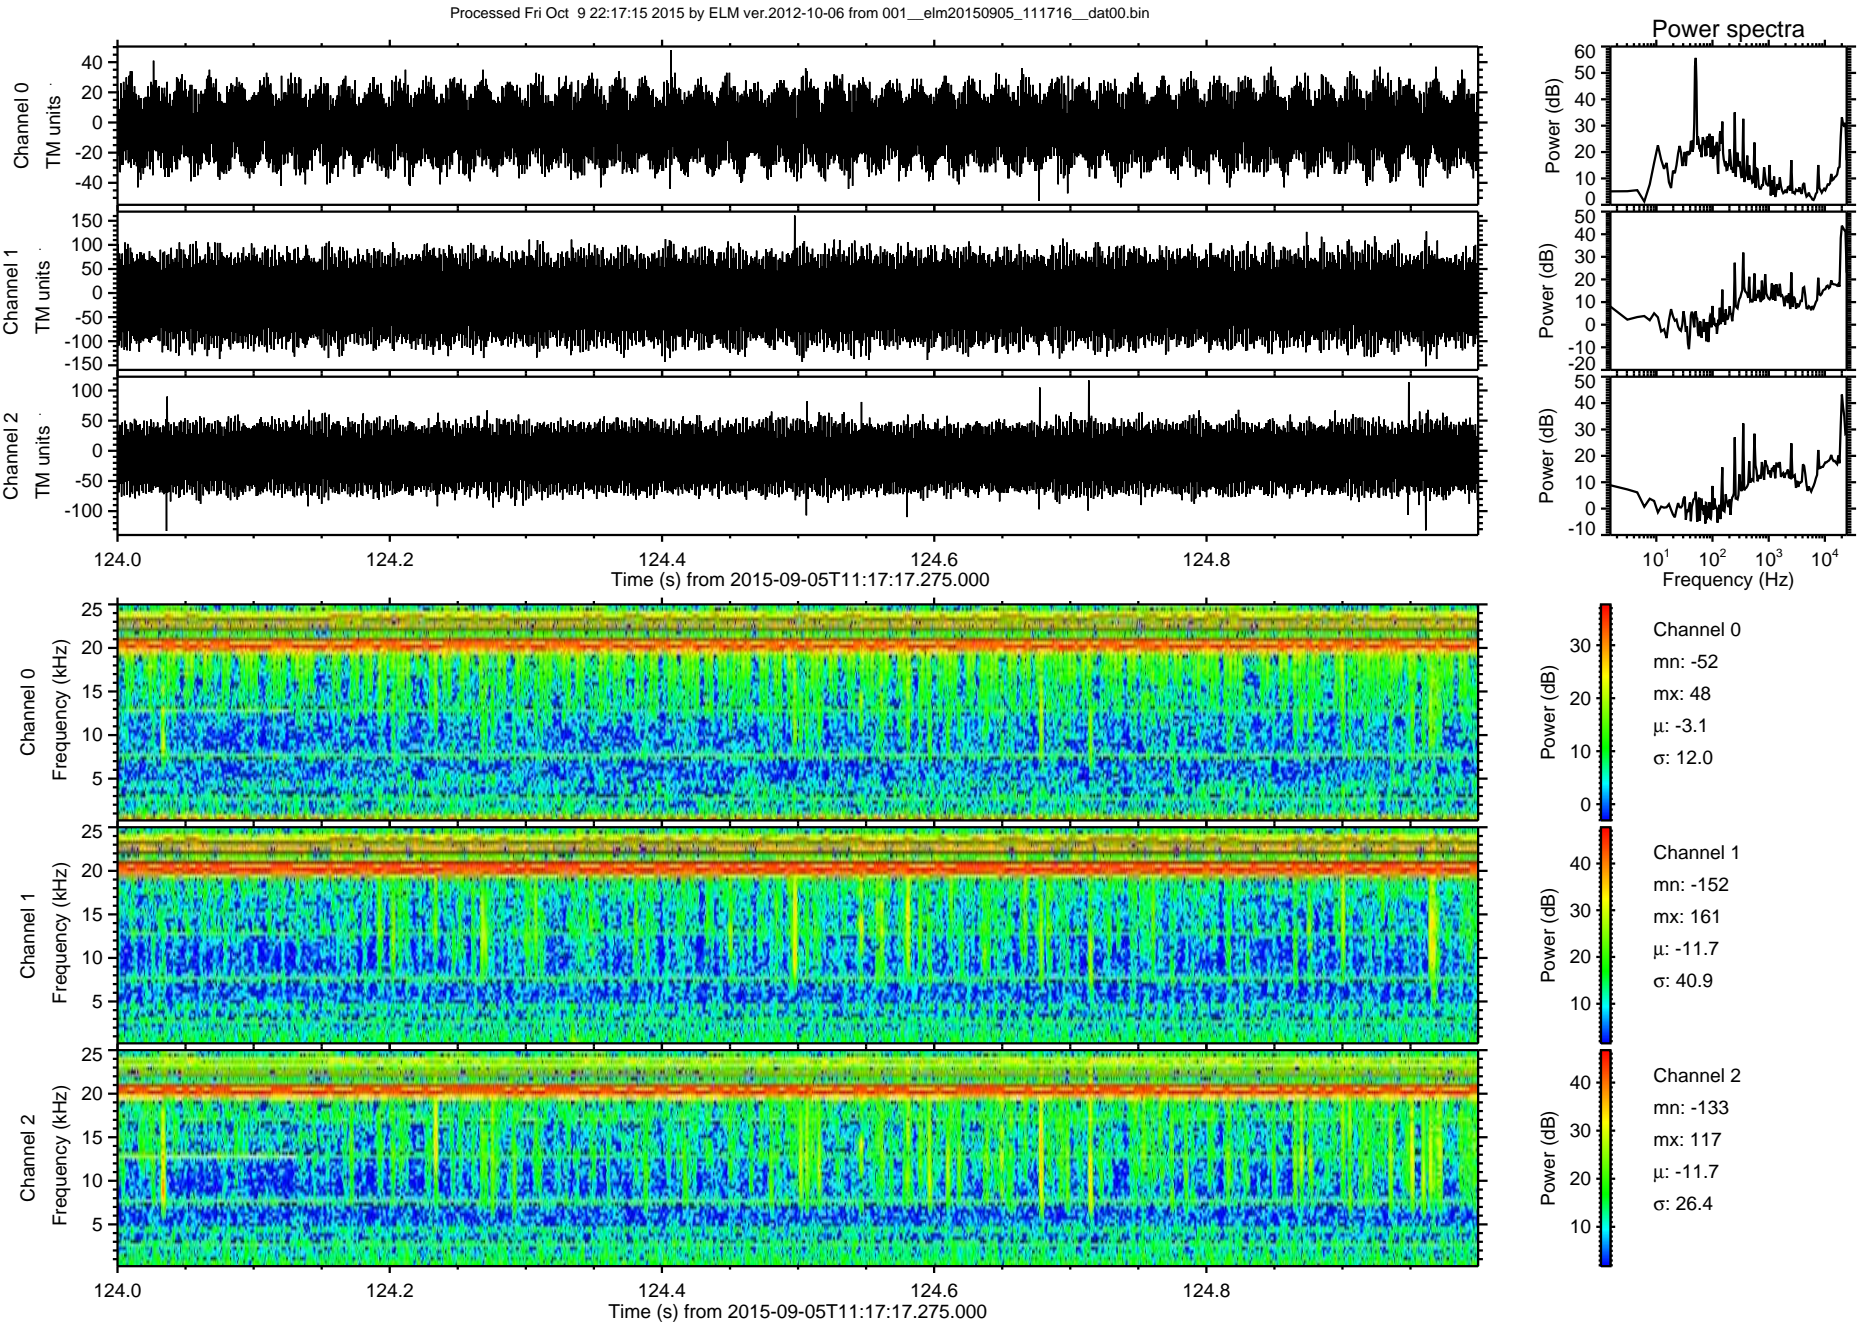 Processed Fri Oct  9 22:17:15 2015 by ELM ver.2012-10-06 from 001__elm20150905_111716__dat00.bin
Power spectra
Channel 0
TM units
40
20
0
-20
-40
Power (dB)
60
50
40
30
20
10
0
Channel 1
TM units
150
100
50
0
-50
-100
-150
Power (dB)
50
40
30
20
10
0
-10
-20
Channel 2
TM units
100
50
0
-50
-100
Power (dB)
50
40
30
20
10
0
-10
124.0 124.2 124.4 124.6 124.8
Time (s) from 2015-09-05T11:17:17.275.000
10^1 10^2 10^3 10^4
Frequency (Hz)
Channel 0
Frequency (kHz)
25
20
15
10
5
Power (dB)
30
20
10
0
Channel 0
mn: -52
mx: 48
μ: -3.1
σ: 12.0
Channel 1
Frequency (kHz)
25
20
15
10
5
Power (dB)
40
30
20
10
Channel 1
mn: -152
mx: 161
μ: -11.7
σ: 40.9
Channel 2
Frequency (kHz)
25
20
15
10
5
Power (dB)
40
30
20
10
Channel 2
mn: -133
mx: 117
μ: -11.7
σ: 26.4
124.0 124.2 124.4 124.6 124.8
Time (s) from 2015-09-05T11:17:17.275.000